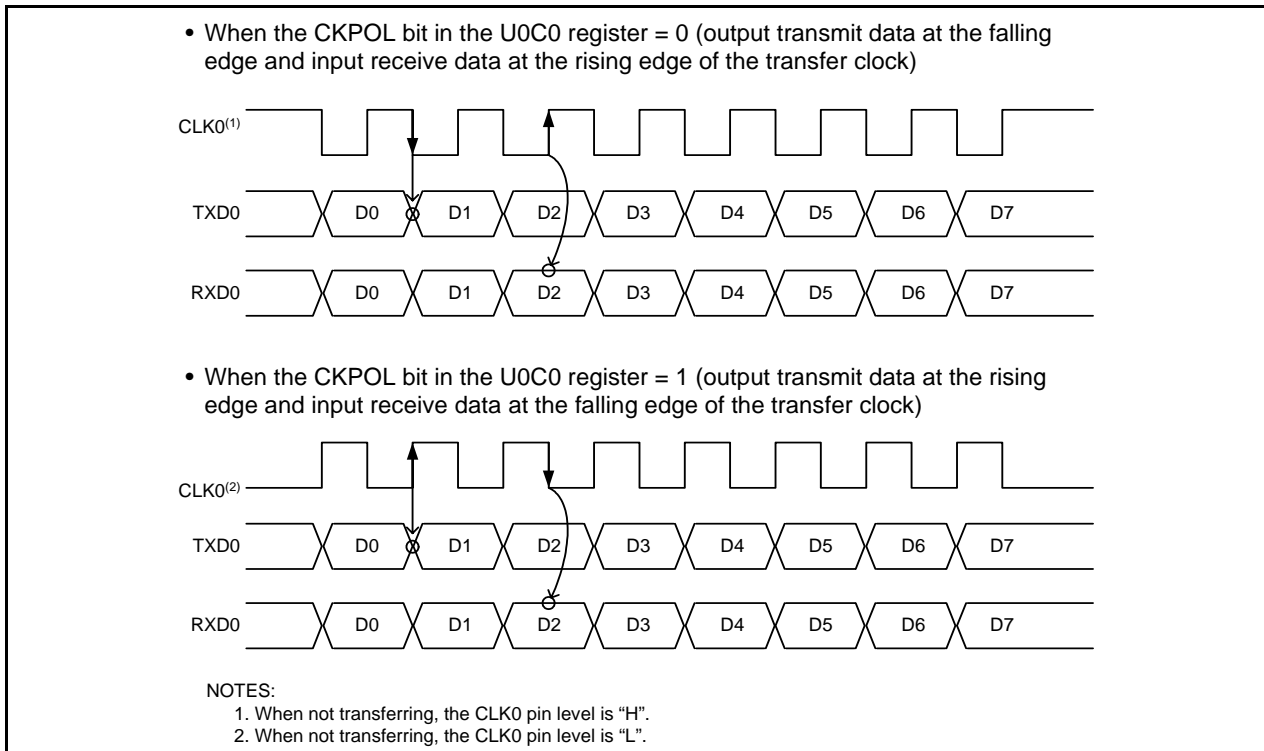 • When the CKPOL bit in the U0C0 register = 0 (output transmit data at the falling
edge and input receive data at the rising edge of the transfer clock)
CLK0(1)
TXD0 D0 D1 D2 D3 D4 D5 D6 D7
RXD0 D0 D1 D2 D3 D4 D5 D6 D7
• When the CKPOL bit in the U0C0 register = 1 (output transmit data at the rising
edge and input receive data at the falling edge of the transfer clock)
CLK0(2)
TXD0 D0 D1 D2 D3 D4 D5 D6 D7
RXD0 D0 D1 D2 D3 D4 D5 D6 D7
NOTES:
1. When not transferring, the CLK0 pin level is “H”.
2. When not transferring, the CLK0 pin level is “L”.